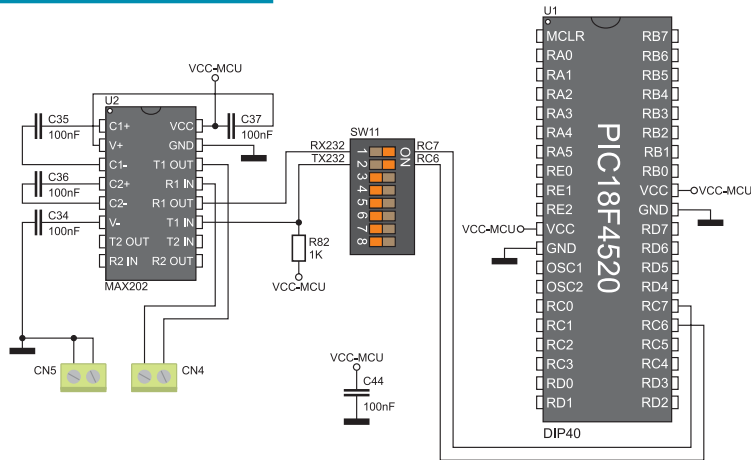 VCC-MCU
U2
C35
100nF
C36
100nF
C34
100nF
C1+
V+
C1-
C2+
C2-
V-
T2 OUT
R2 IN
VCC
GND
T1 OUT
R1 IN
R1 OUT
T1 IN
T2 IN
R2 OUT
MAX202
C37
100nF
RX232
TX232
SW11
1
2
3
4
5
6
7
8
ON
RC7
RC6
R82
1K
VCC-MCU
CN5
CN4
VCC-MCU
C44
100nF
U1
MCLR
RA0
RA1
RA2
RA3
RA4
RA5
RE0
RE1
RE2
VCC
GND
OSC1
OSC2
RC0
RC1
RC2
RC3
RD0
RD1
PIC18F4520
RB7
RB6
RB5
RB4
RB3
RB2
RB1
RB0
VCC
GND
RD7
RD6
RD5
RD4
RC7
RC6
RC5
RC4
RD3
RD2
VCC-MCU
VCC-MCU
DIP40